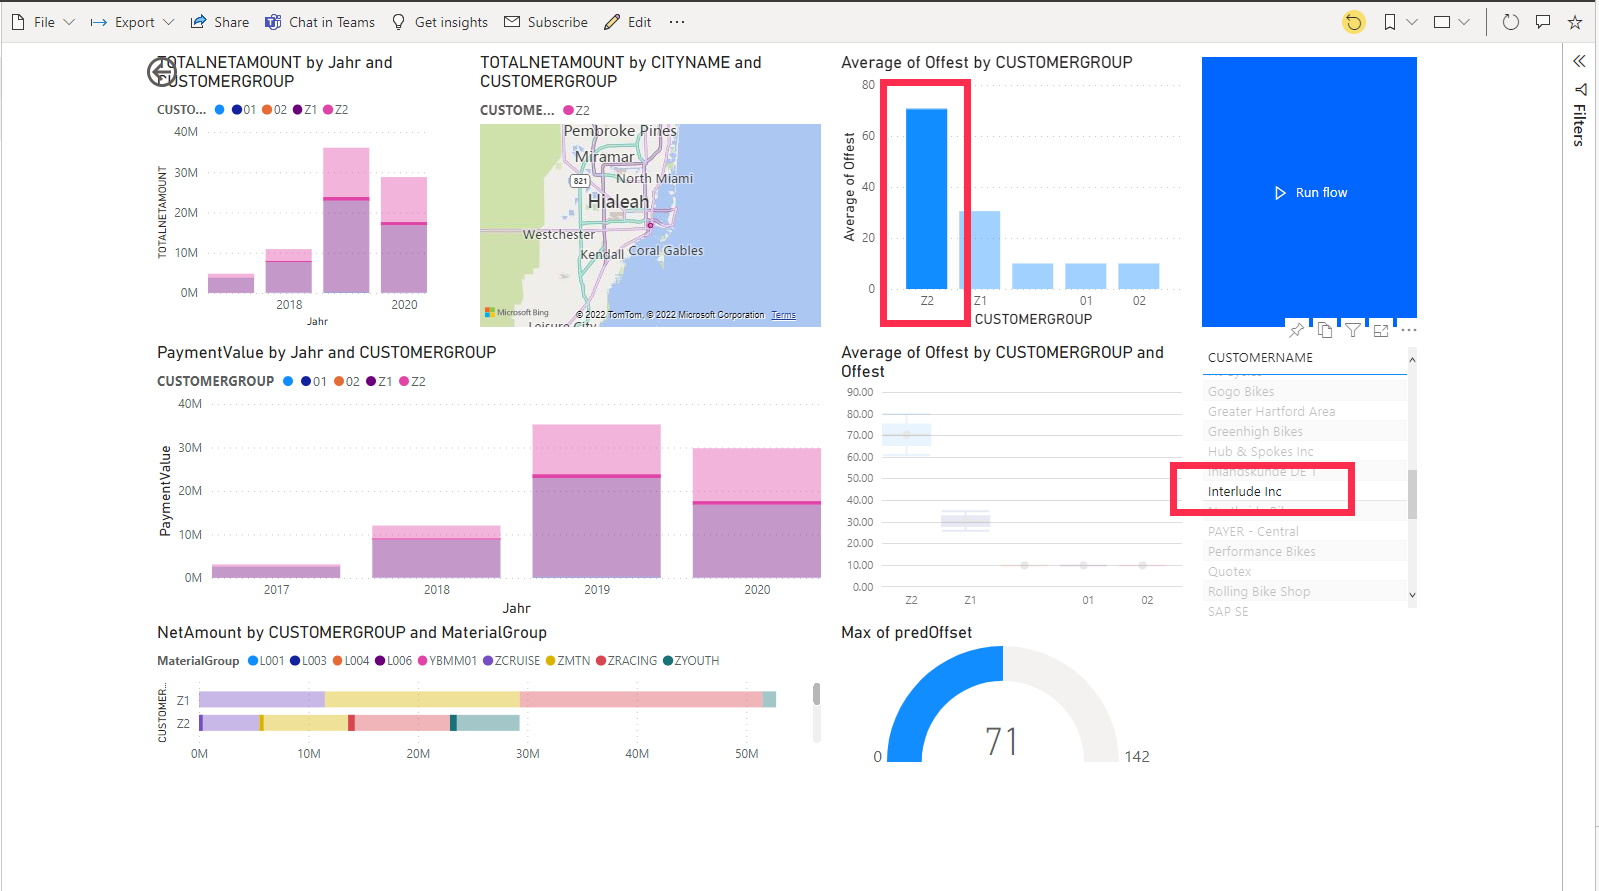 File
Export
Share
Chat in Teams
Get insights
Subscribe
Edit
TOTALNETAMOUNT by Jahr and
CUSTOMERGROUP
CUSTO...
01
02
Z1
Z2
40M
30M
20M
10M
0M
TOTALNETAMOUNT
2018
2020
Jahr
TOTALNETAMOUNT by CITYNAME and
CUSTOMERGROUP
CUSTOME...
Z2
Pembroke Pines
Miramar
821
North Miami
Hialeah
Westchester
Kendall
Coral Gables
Leisure City
Microsoft Bing
© 2022 TomTom, © 2022 Microsoft Corporation
Terms
Average of Offest by CUSTOMERGROUP
80
60
40
20
0
Average of Offest
Z2
Z1
01
02
CUSTOMERGROUP
Run flow
Filters
PaymentValue by Jahr and CUSTOMERGROUP
CUSTOMERGROUP
01
02
Z1
Z2
40M
30M
20M
10M
0M
PaymentValue
2017
2018
2019
2020
Jahr
Average of Offest by CUSTOMERGROUP and
Offest
90.00
80.00
70.00
60.00
50.00
40.00
30.00
20.00
10.00
0.00
Z2
Z1
01
02
CUSTOMERNAME
Gogo Bikes
Greater Hartford Area
Greenhigh Bikes
Hub & Spokes Inc
Inlandskunde DE 1
Interlude Inc
PAYER - Central
Performance Bikes
Quotex
Rolling Bike Shop
SAP SE
NetAmount by CUSTOMERGROUP and MaterialGroup
MaterialGroup
L001
L003
L004
L006
YBMM01
ZCRUISE
ZMTN
ZRACING
ZYOUTH
CUSTOMER...
Z1
Z2
0M
10M
20M
30M
40M
50M
Max of predOffset
71
0
142